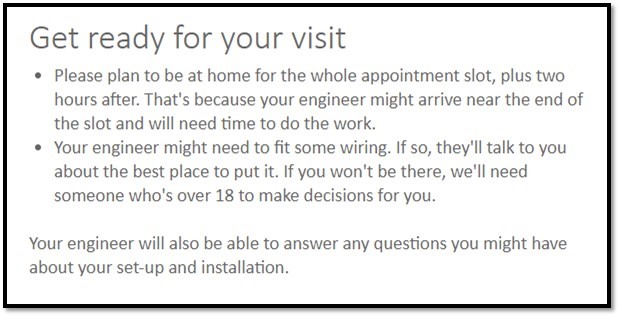 Get ready for your visit
• Please plan to be at home for the whole appointment slot, plus two
hours after. That's because your engineer might arrive near the end of
the slot and will need time to do the work.
• Your engineer might need to fit some wiring. If so, they'll talk to you
about the best place to put it. If you won't be there, we'll need
someone who's over 18 to make decisions for you.
Your engineer will also be able to answer any questions you might have
about your set-up and installation.